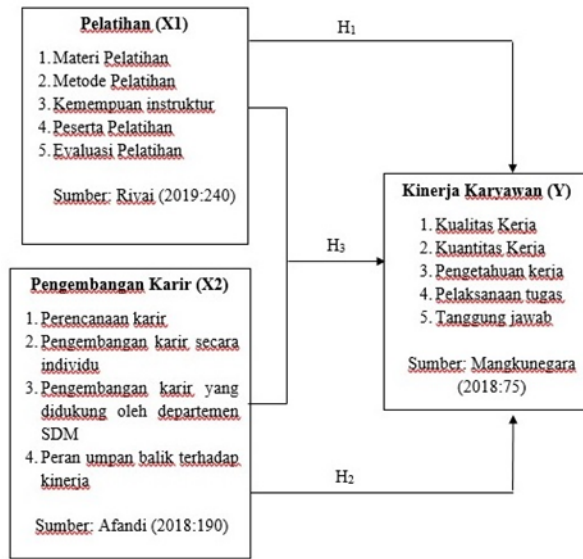 Pelatihan (X1)
1. Materi Pelatihan
2. Metode Pelatihan
3. Kemempuan instruktur
4. Peserta Pelatihan
5. Evaluasi Pelatihan
Sumber: Rivai (2019:240)
H1
H3
Kinerja Karyawan (Y)
1. Kualitas Kerja
2. Kuantitas Kerja
3. Pengetahuan kerja
4. Pelaksanaan tugas
5. Tanggung jawab
Sumber: Mangkunegara
(2018:75)
Pengembangan Karir (X2)
1. Perencanaan karir
2. Pengembangan karir secara
individu
3. Pengembangan karir yang
didukung oleh departemen
SDM
4. Peran umpan balik terhadap
kinerja
Sumber: Afandi (2018:190)
H2